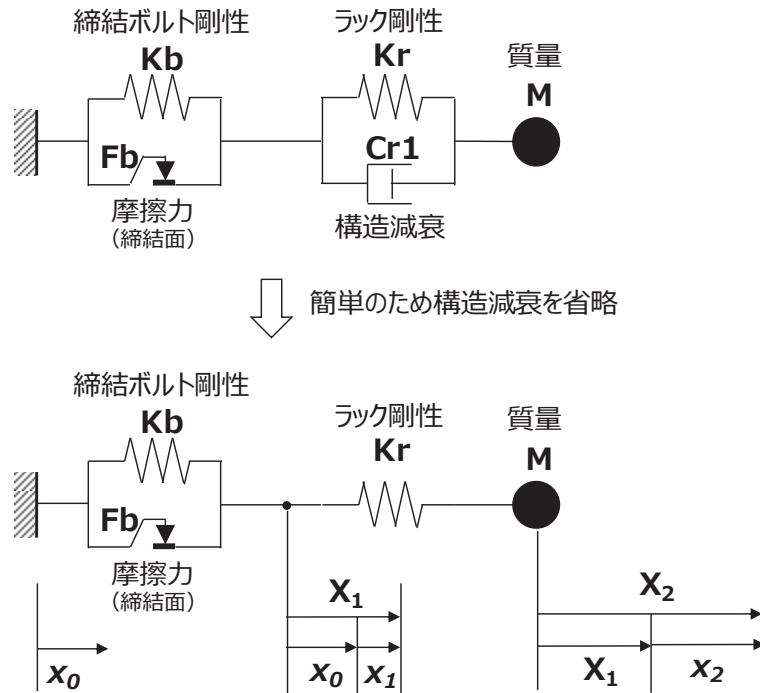 締結ボルト剛性
Kb
ラック剛性
Kr
質量
M
Fb
Cr1
摩擦力
(締結面)
構造減衰
簡単のため構造減衰を省略
締結ボルト剛性
Kb
ラック剛性
Kr
質量
M
Fb
摩擦力
(締結面)
X₁
X₂
x₀
x₀
x₁
X₁
x₂